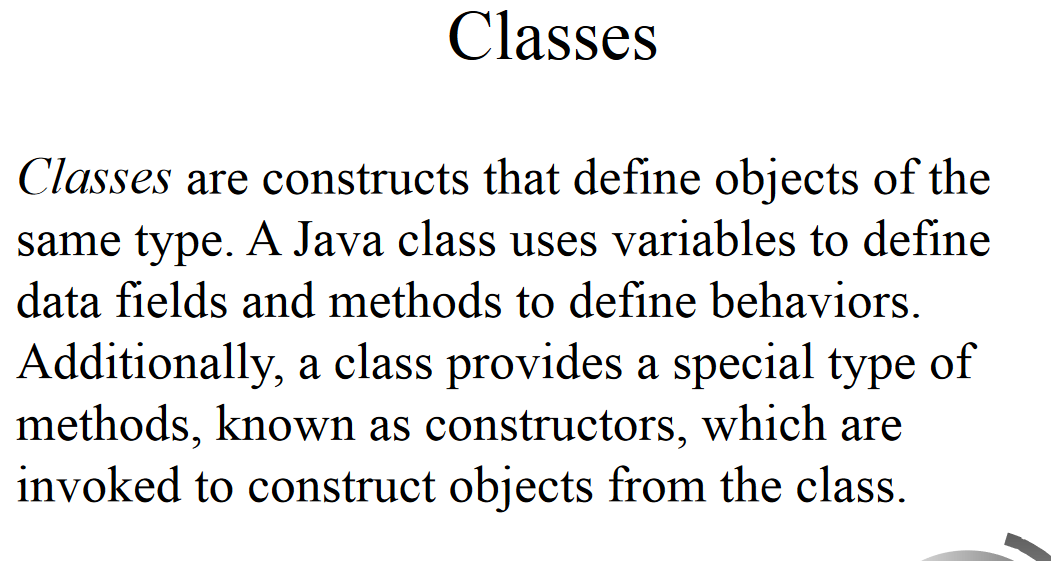 Classes
Classes are constructs that define objects of the
same type. A Java class uses variables to define
data fields and methods to define behaviors.
Additionally, a class provides a special type of
methods, known as constructors, which are
invoked to construct objects from the class.